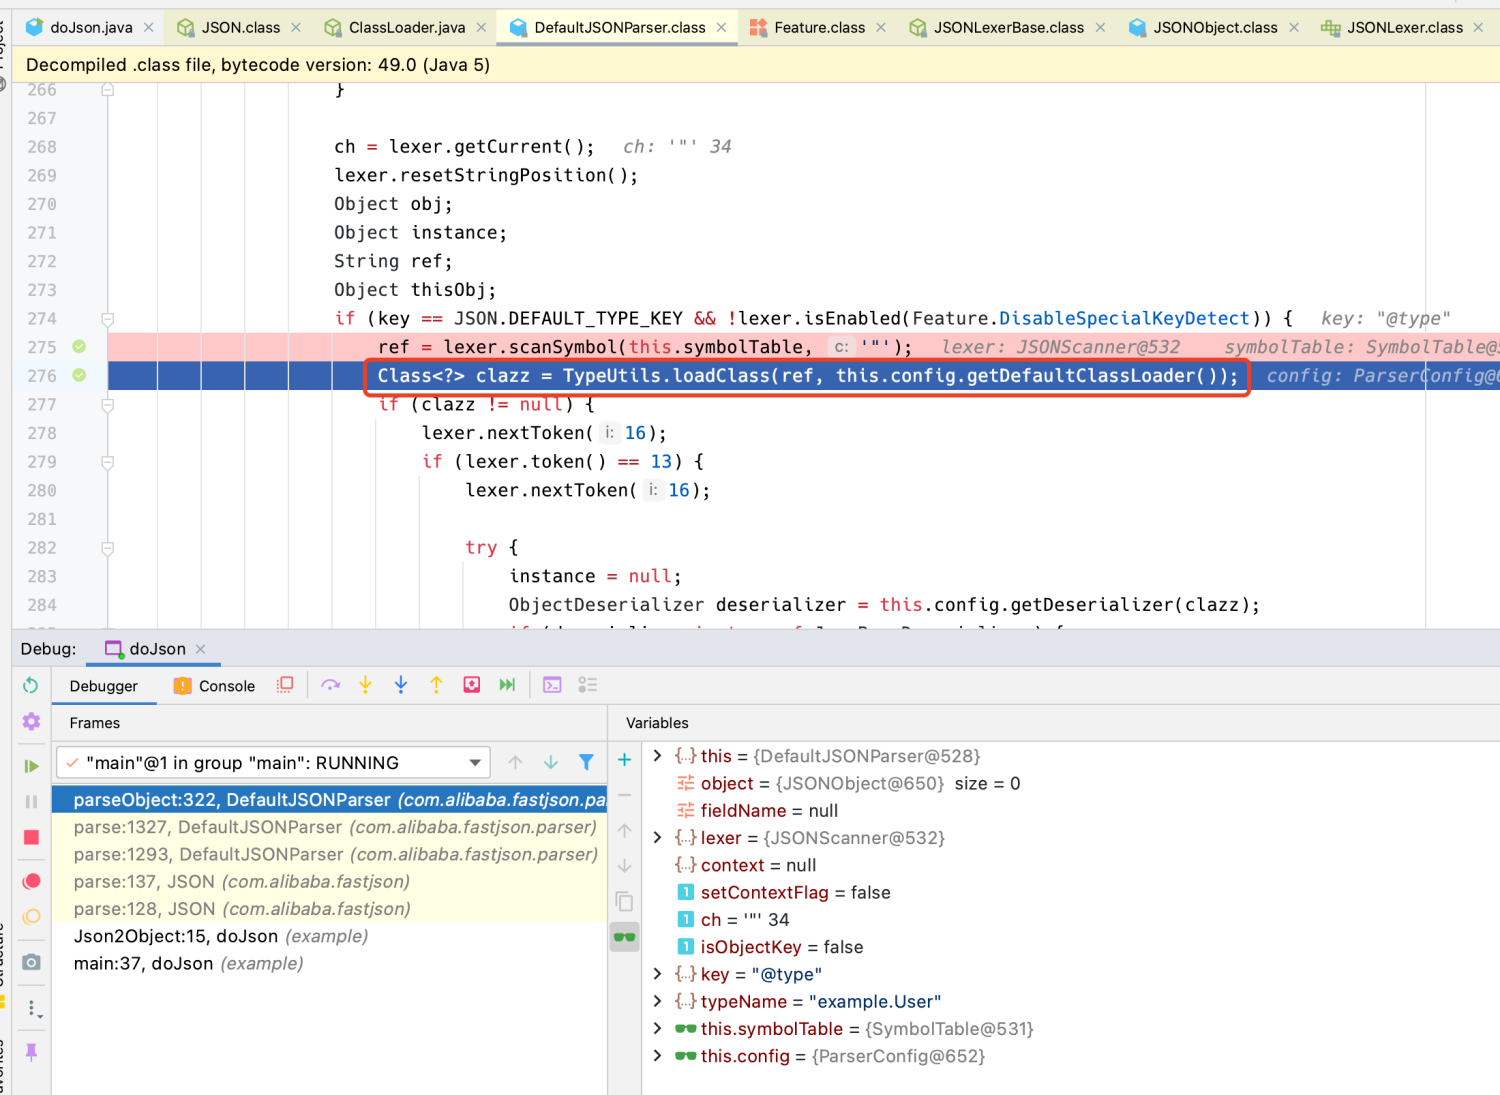 doJson.java JSON.class ClassLoader.java DefaultJSONParser.class Feature.class JSONLexerBase.class JSONObject.class JSONLexer.class
Decompiled .class file, bytecode version: 49.0 (Java 5)
266 }
267
268 ch = lexer.getCurrent(); ch: '"' 34
269 lexer.resetStringPosition();
270 Object obj;
271 Object instance;
272 String ref;
273 Object thisObj;
274 if (key == JSON.DEFAULT_TYPE_KEY && !lexer.isEnabled(Feature.DisableSpecialKeyDetect)) { key: "@type"
275 ref = lexer.scanSymbol(this.symbolTable, c: '"'); lexer: JSONScanner@532 symbolTable: SymbolTable@5
276 Class<?> clazz = TypeUtils.loadClass(ref, this.config.getDefaultClassLoader()); config: ParserConfig@6
277 if (clazz != null) {
278 lexer.nextToken( i: 16);
279 if (lexer.token() == 13) {
280 lexer.nextToken( i: 16);
281
282 try {
283 instance = null;
284 ObjectDeserializer deserializer = this.config.getDeserializer(clazz);
Debug: doJson
Debugger Console
Frames
"main"@1 in group "main": RUNNING
parseObject:322, DefaultJSONParser (com.alibaba.fastjson.pa
parse:1327, DefaultJSONParser (com.alibaba.fastjson.parser)
parse:1293, DefaultJSONParser (com.alibaba.fastjson.parser)
parse:137, JSON (com.alibaba.fastjson)
parse:128, JSON (com.alibaba.fastjson)
Json2Object:15, doJson (example)
main:37, doJson (example)
Variables
this = {DefaultJSONParser@528}
object = {JSONObject@650} size = 0
fieldName = null
lexer = {JSONScanner@532}
context = null
setContextFlag = false
ch = '"' 34
isObjectKey = false
key = "@type"
typeName = "example.User"
this.symbolTable = {SymbolTable@531}
this.config = {ParserConfig@652}